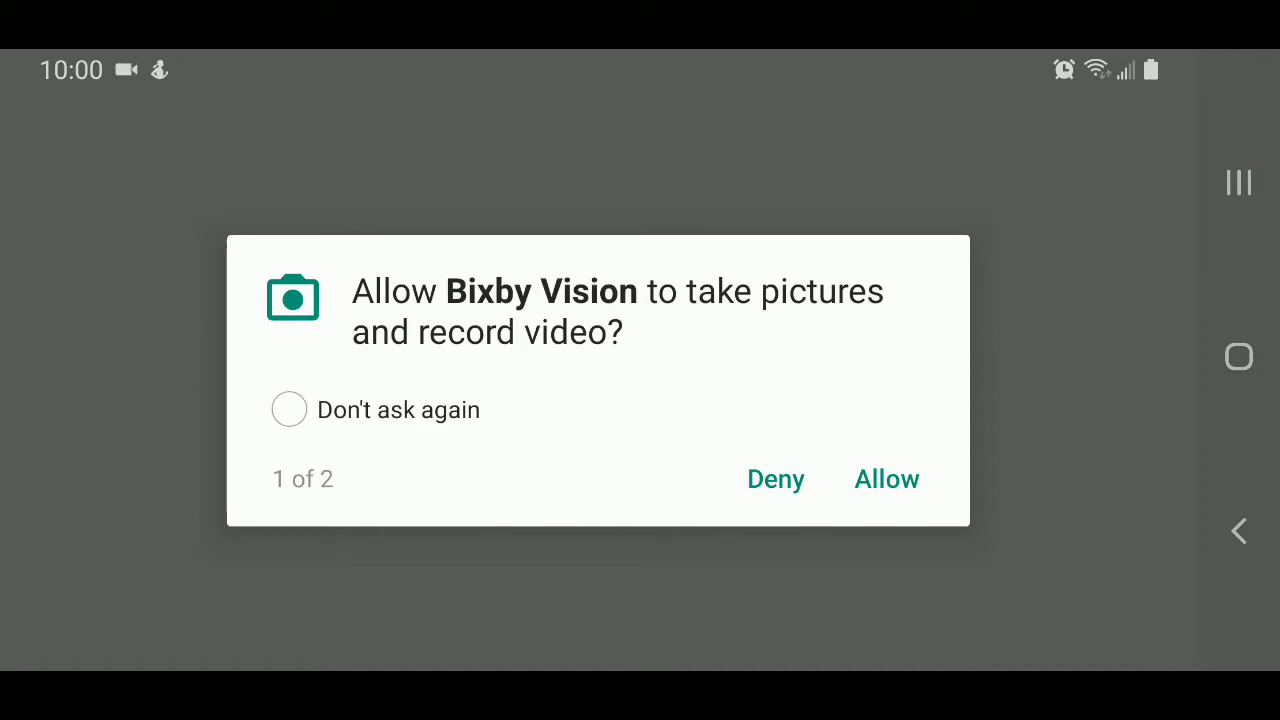 10:00
Allow Bixby Vision to take pictures
and record video?
Don't ask again
1 of 2
Deny Allow